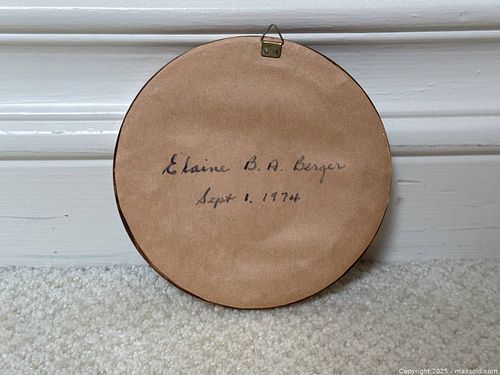 Elaine B. A. Berger
Sept 1, 1974
Copyright 2025 - maxsold.com